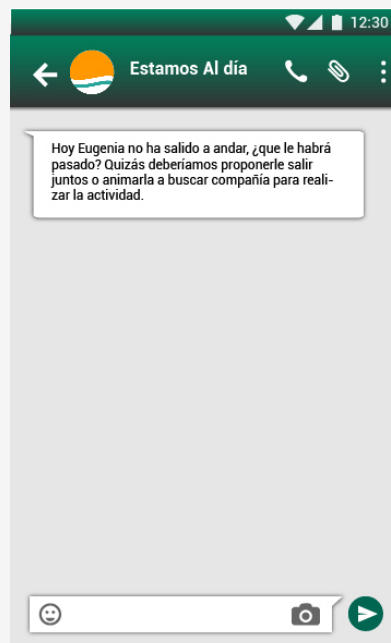 12:30
Estamos Al día
Hoy Eugenia no ha salido a andar, ¿que le habrá
pasado? Quizás deberíamos proponerle salir
juntos o animarla a buscar compañía para reali-
zar la actividad.